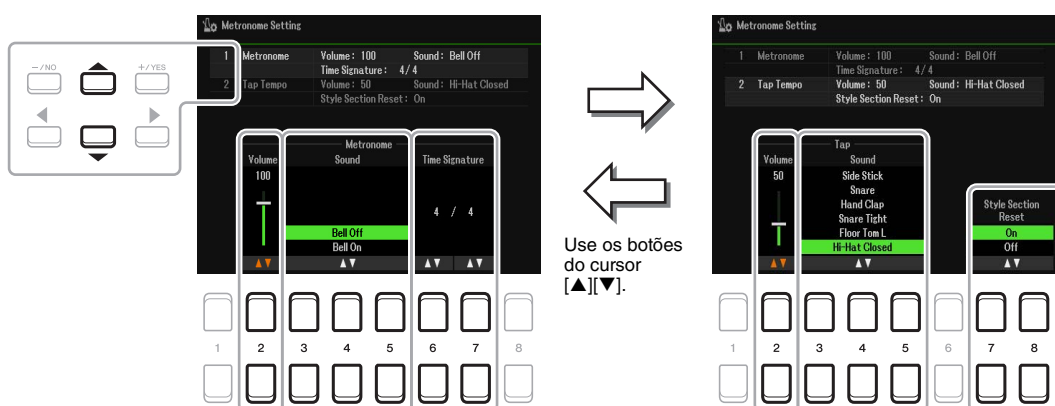 Metronome Setting
1 Metronome Volume : 100 Sound : Bell Off
Time Signature : 4/4
2 Tap Tempo Volume : 50 Sound : Hi-Hat Closed
Style Section Reset : On
-/NO
+/YES
Metronome
Volume Sound Time Signature
100
4 / 4
Bell Off
Bell On
▲▼ ▲▼ ▲▼ ▲▼
1 2 3 4 5 6 7 8
Use os botões
do cursor
[▲][▼].
Metronome Setting
1 Metronome Volume : 100 Sound : Bell Off
Time Signature : 4/4
2 Tap Tempo Volume : 50 Sound : Hi-Hat Closed
Style Section Reset : On
Tap
Volume Sound
50 Side Stick
Snare
Hand Clap
Snare Tight
Floor Tom L
Hi-Hat Closed
Style Section
Reset
On
Off
▲▼ ▲▼ ▲▼
1 2 3 4 5 6 7 8